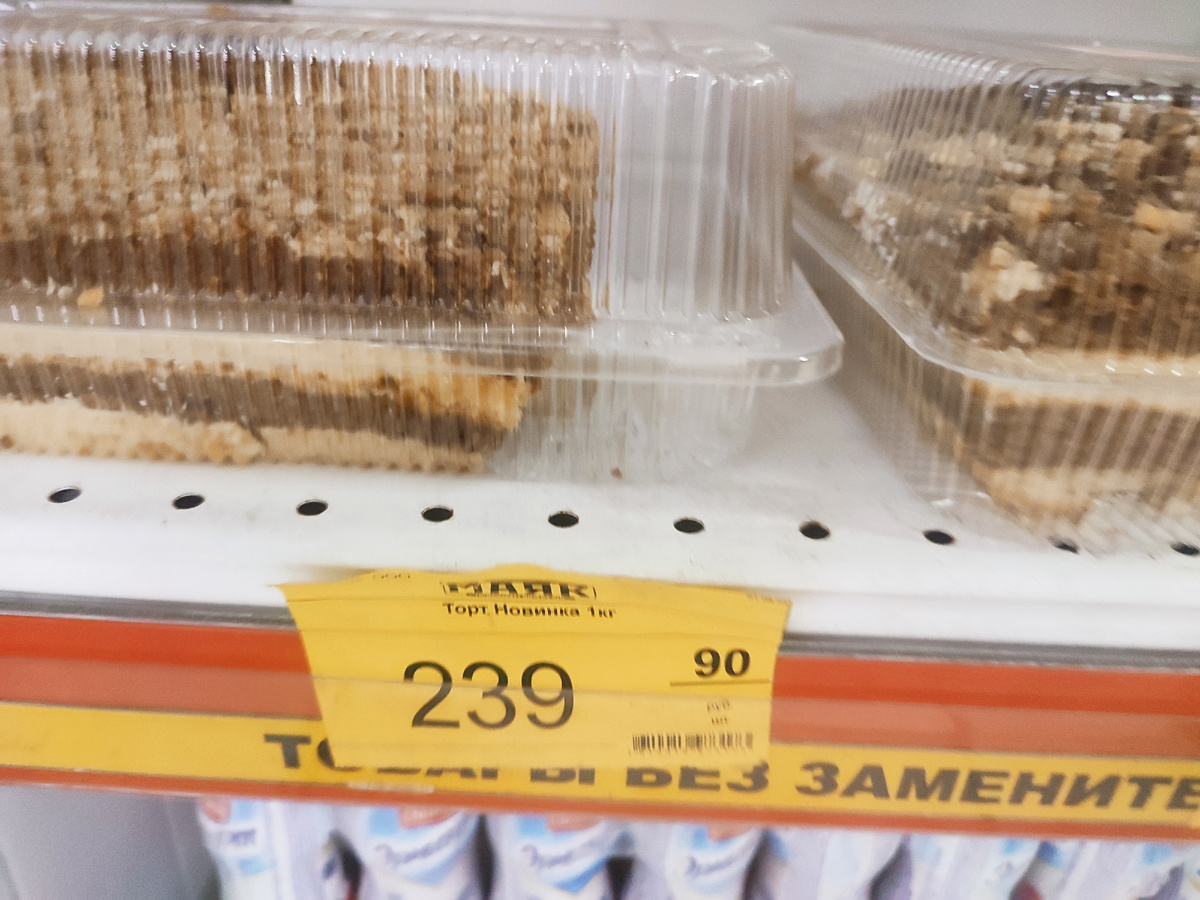 МАЯК
Торт Новинка 1кг
239
90
руб
шт
ТОВАРЫ БЕЗ ЗАМЕНИТЕ